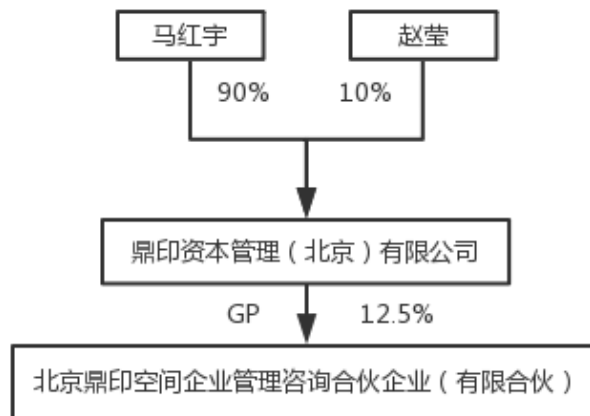 马红宇
赵莹
90%
10%
鼎印资本管理（北京）有限公司
GP
12.5%
北京鼎印空间企业管理咨询合伙企业（有限合伙）